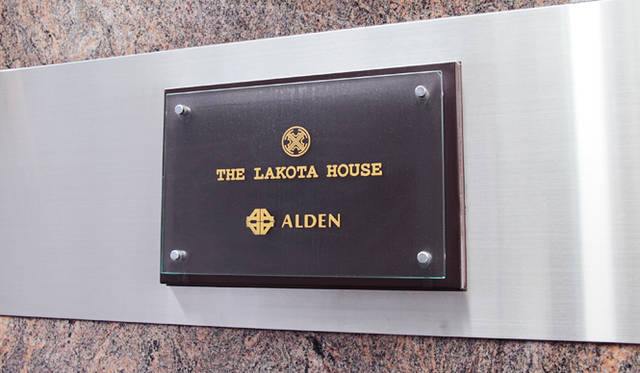 THE LAKOTA HOUSE
ALDEN